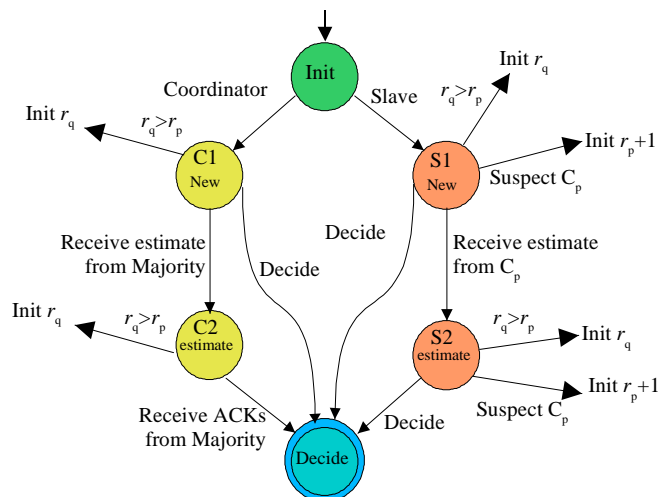 Init
Coordinator
Slave
Init r_q
r_q>r_p
Init r_q
r_q>r_p
C1
New
S1
New
Init r_p+1
Suspect C_p
Receive estimate
from Majority
Decide
Decide
Receive estimate
from C_p
Init r_q
r_q>r_p
C2
estimate
S2
estimate
r_q>r_p
Init r_q
Init r_p+1
Suspect C_p
Receive ACKs
from Majority
Decide
Decide